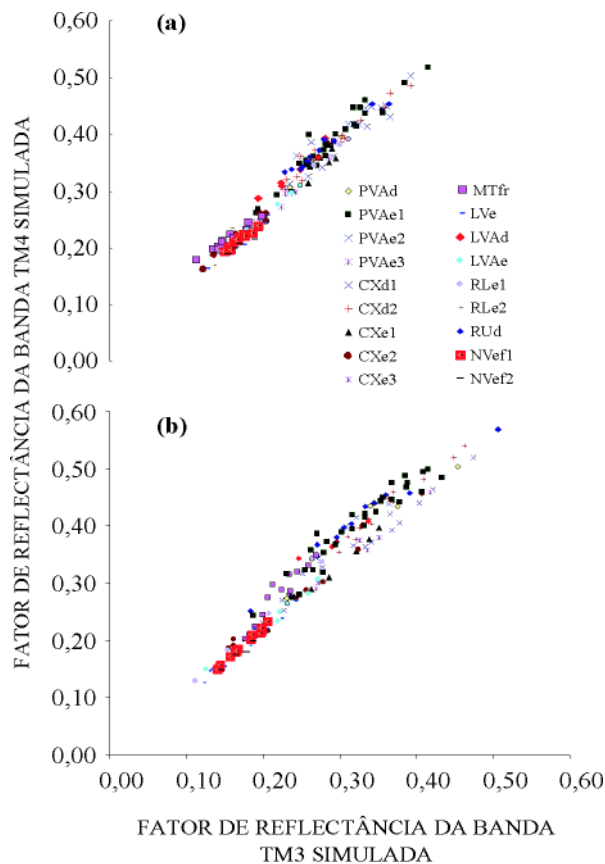 FATOR DE REFLECTÂNCIA DA BANDA TM4 SIMULADA
0,60
0,50
0,40
0,30
0,20
0,10
0,00
(a)
PVAd
PVAe1
PVAe2
PVAe3
CXd1
CXd2
CXe1
CXe2
CXe3
MTfr
LVe
LVAd
LVAe
RLe1
RLe2
RUd
NVef1
NVef2
0,60
0,50
0,40
0,30
0,20
0,10
0,00
(b)
0,00 0,10 0,20 0,30 0,40 0,50 0,60
FATOR DE REFLECTÂNCIA DA BANDA
TM3 SIMULADA